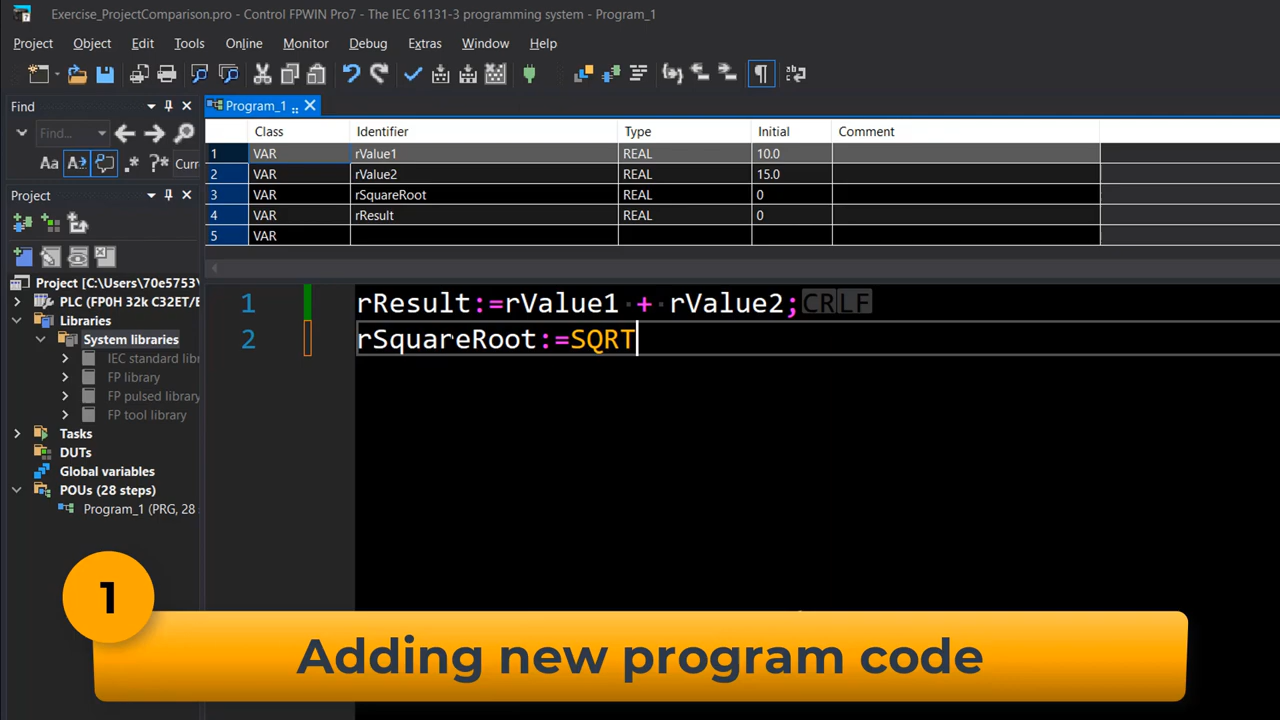 Exercise_ProjectComparison.pro - Control FPWIN Pro7 - The IEC 61131-3 programming system - Program_1
Project Object Edit Tools Online Monitor Debug Extras Window Help
Find
Program_1
Find...
Aa
Curr
Class Identifier Type Initial Comment
1 VAR rValue1 REAL 10.0
2 VAR rValue2 REAL 15.0
3 VAR rSquareRoot REAL 0
4 VAR rResult REAL 0
5 VAR
Project
Project [C:\Users\70e5753\
PLC (FP0H 32k C32ET/E
Libraries
System libraries
IEC standard libr
FP library
FP pulsed library
FP tool library
Tasks
DUTs
Global variables
POUs (28 steps)
Program_1 (PRG, 28
1 rResult:=rValue1 + rValue2;CRLF
2 rSquareRoot:=SQRT
1
Adding new program code